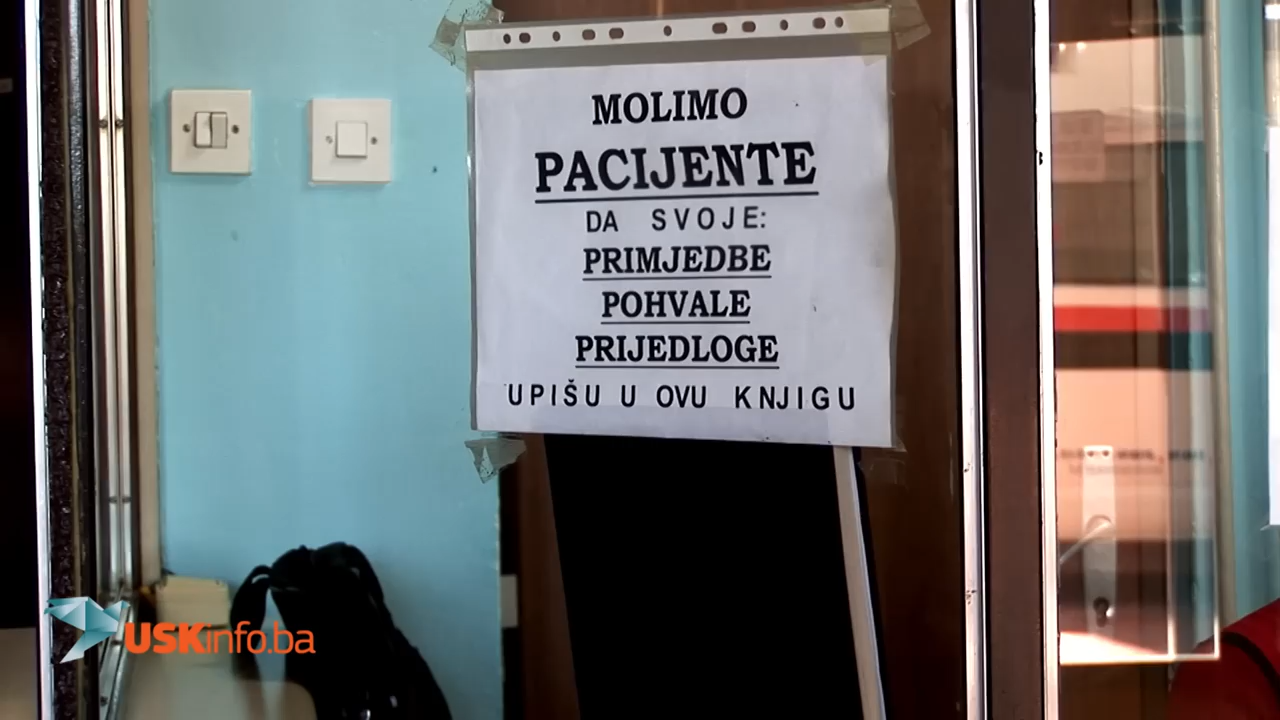 MOLIMO
PACIJENTE
DA SVOJE:
PRIMJEDBE
POHVALE
PRIJEDLOGE
UPIŠU U OVU KNJIGU
USKinfo.ba